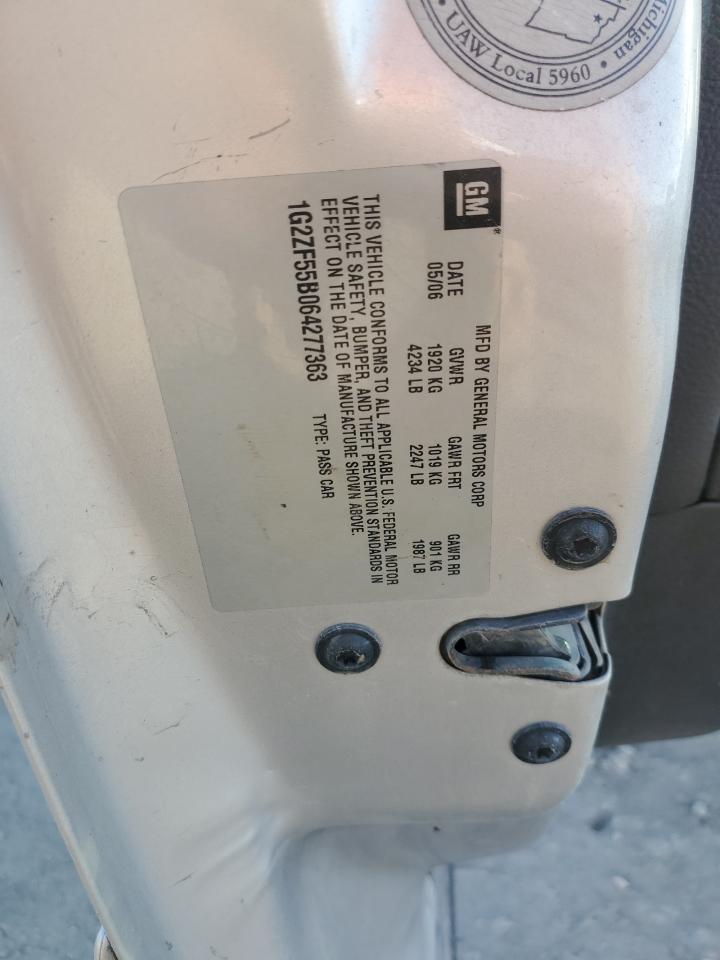 Michigan
• UAW Local 5960 •
GM®
MFD BY GENERAL MOTORS CORP
DATE GVWR GAWR FRT GAWR RR
05/06 1920 KG 1019 KG 901 KG
4234 LB 2247 LB 1987 LB
THIS VEHICLE CONFORMS TO ALL APPLICABLE U.S. FEDERAL MOTOR
VEHICLE SAFETY, BUMPER, AND THEFT PREVENTION STANDARDS IN
EFFECT ON THE DATE OF MANUFACTURE SHOWN ABOVE.
1G2ZF55B064277363 TYPE: PASS CAR